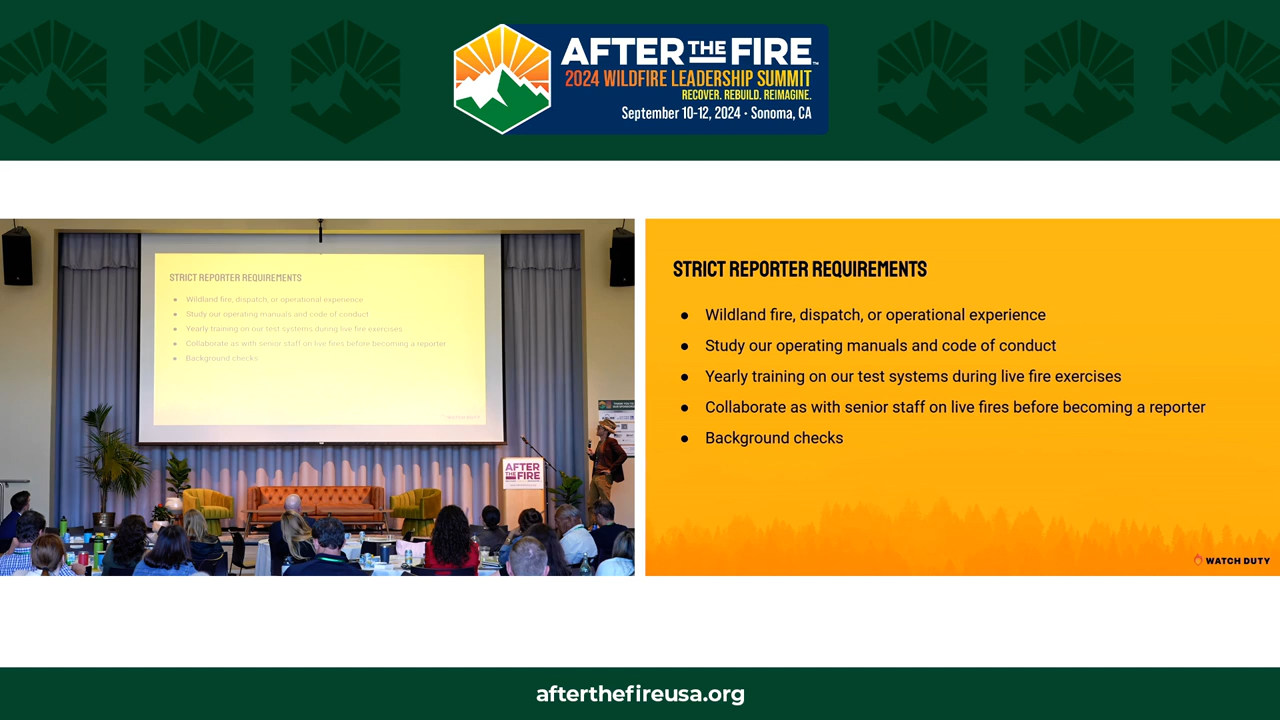 AFTER THE FIRE™
2024 WILDFIRE LEADERSHIP SUMMIT
RECOVER. REBUILD. REIMAGINE.
September 10-12, 2024 · Sonoma, CA
STRICT REPORTER REQUIREMENTS
● Wildland fire, dispatch, or operational experience
● Study our operating manuals and code of conduct
● Yearly training on our test systems during live fire exercises
● Collaborate as with senior staff on live fires before becoming a reporter
● Background checks
AFTER
THE FIRE
STRICT REPORTER REQUIREMENTS
● Wildland fire, dispatch, or operational experience
● Study our operating manuals and code of conduct
● Yearly training on our test systems during live fire exercises
● Collaborate as with senior staff on live fires before becoming a reporter
● Background checks
WATCH DUTY
afterthefireusa.org